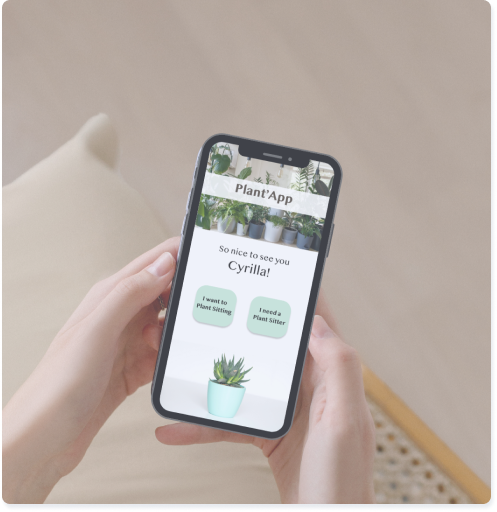 Plant'App
So nice to see you
Cyrilla!
I want to
Plant Sitting
I need a
Plant Sitter